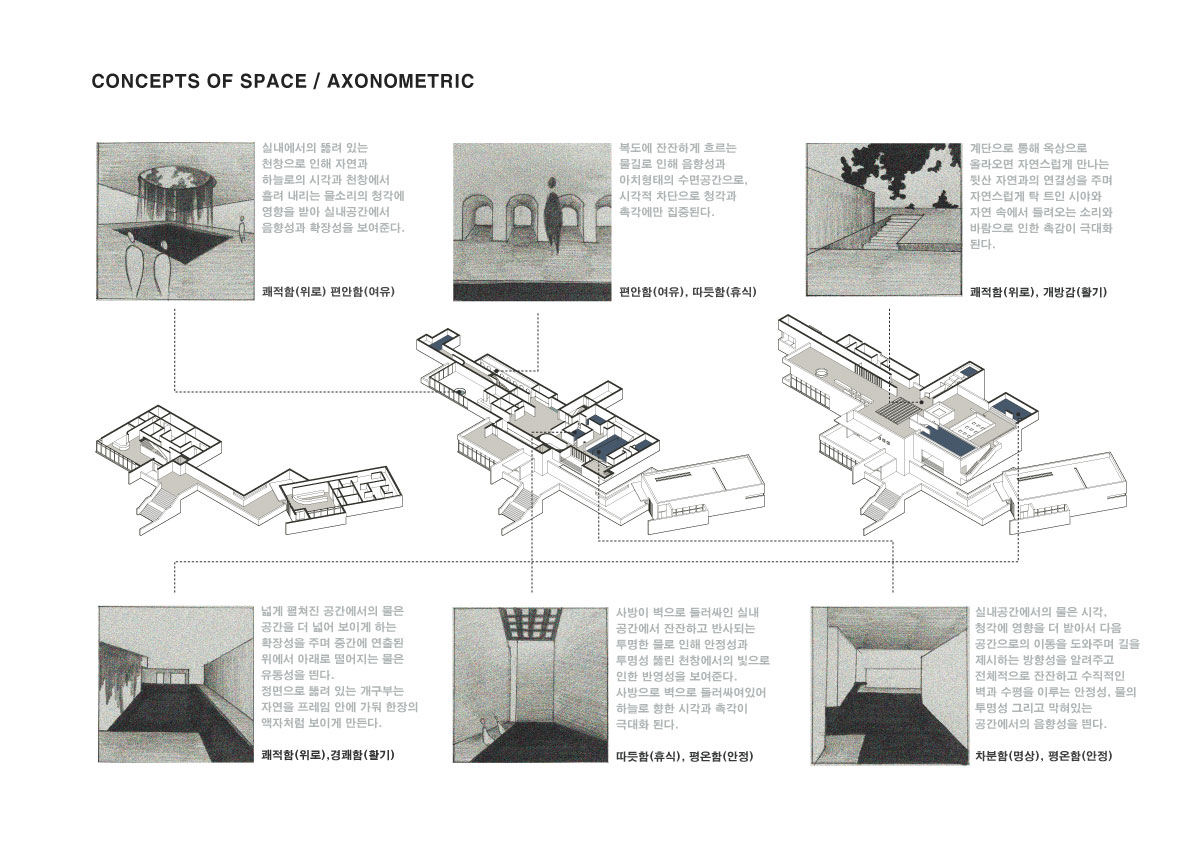 CONCEPTS OF SPACE / AXONOMETRIC
실내에서의 뚫려 있는
천창으로 인해 자연과
하늘로의 시각과 천창에서
흘려 내리는 물소리의 청각에
영향을 받아 실내공간에서
음향성과 확장성을 보여준다.
쾌적함(위로) 편안함(여유)
복도에 잔잔하게 흐르는
물길로 인해 음향성과
아치형태의 수면공간으로,
시각적 차단으로 청각과
촉각에만 집중된다.
편안함(여유), 따듯함(휴식)
계단으로 통해 옥상으로
올라오면 자연스럽게 만나는
뒷산 자연과의 연결성을 주며
자연스럽게 탁 트인 시야와
자연 속에서 들려오는 소리와
바람으로 인한 촉감이 극대화
된다.
쾌적함(위로), 개방감(활기)
넓게 펼쳐진 공간에서의 물은
공간을 더 넓어 보이게 하는
확장성을 주며 중간에 연출된
위에서 아래로 떨어지는 물은
유동성을 띈다.
정면으로 뚫려 있는 개구부는
자연을 프레임 안에 가둬 한장의
액자처럼 보이게 만든다.
쾌적함(위로),경쾌함(활기)
사방이 벽으로 둘러싸인 실내
공간에서 잔잔하고 반사되는
투명한 물로 인해 안정성과
투명성 뚫린 천창에서의 빛으로
인한 반영성을 보여준다.
사방으로 벽으로 둘러싸여있어
하늘로 향한 시각과 촉각이
극대화 된다.
따듯함(휴식), 평온함(안정)
실내공간에서의 물은 시각,
청각에 영향을 더 받아서 다음
공간으로의 이동을 도와주며 길을
제시하는 방향성을 알려주고
전체적으로 잔잔하고 수직적인
벽과 수평을 이루는 안정성, 물의
투명성 그리고 막혀있는
공간에서의 음향성을 띈다.
차분함(명상), 평온함(안정)